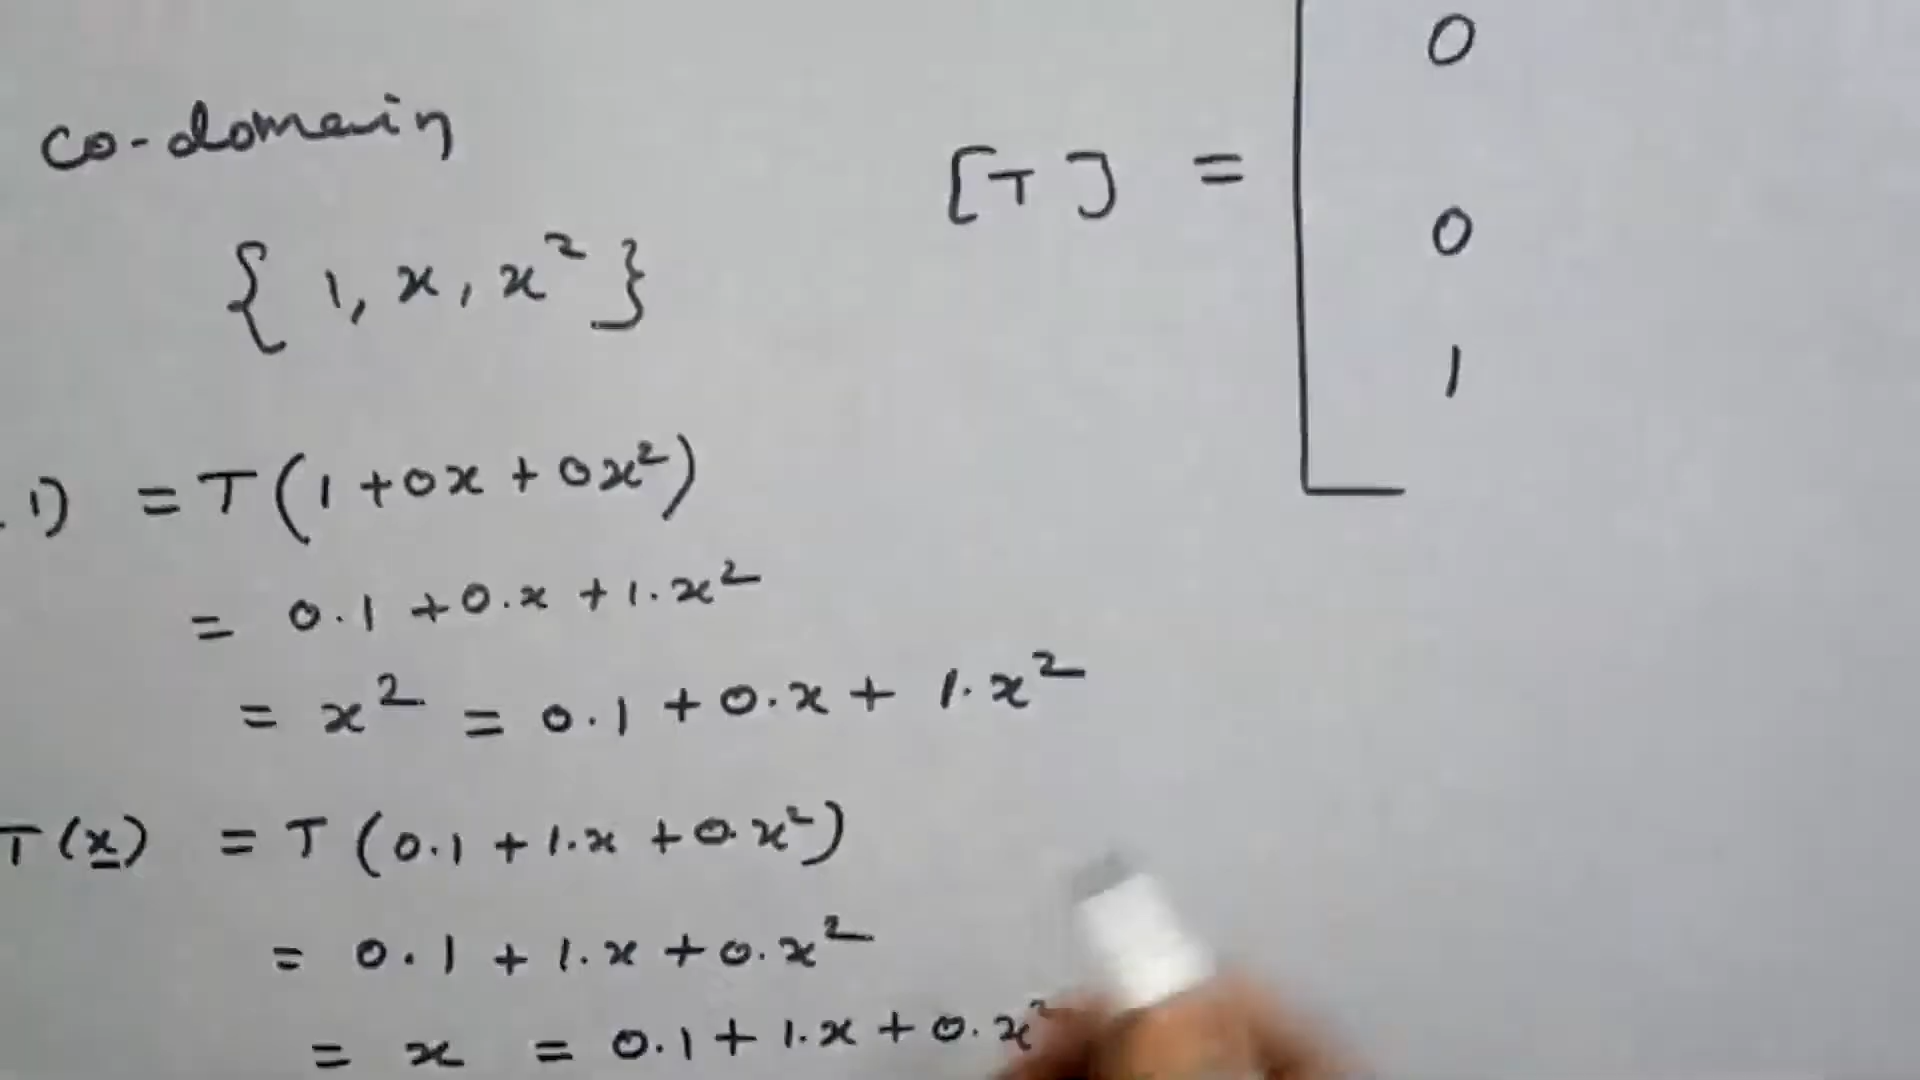 co-domain
{ 1, x, x² }
.1) = T(1 + 0x + 0x²)
= 0.1 + 0.x + 1.x²
= x² = 0.1 + 0.x + 1.x²
T(x) = T(0.1 + 1.x + 0.x²)
= 0.1 + 1.x + 0.x²
= x = 0.1 + 1.x + 0.x²
[T] = [
0
0
1